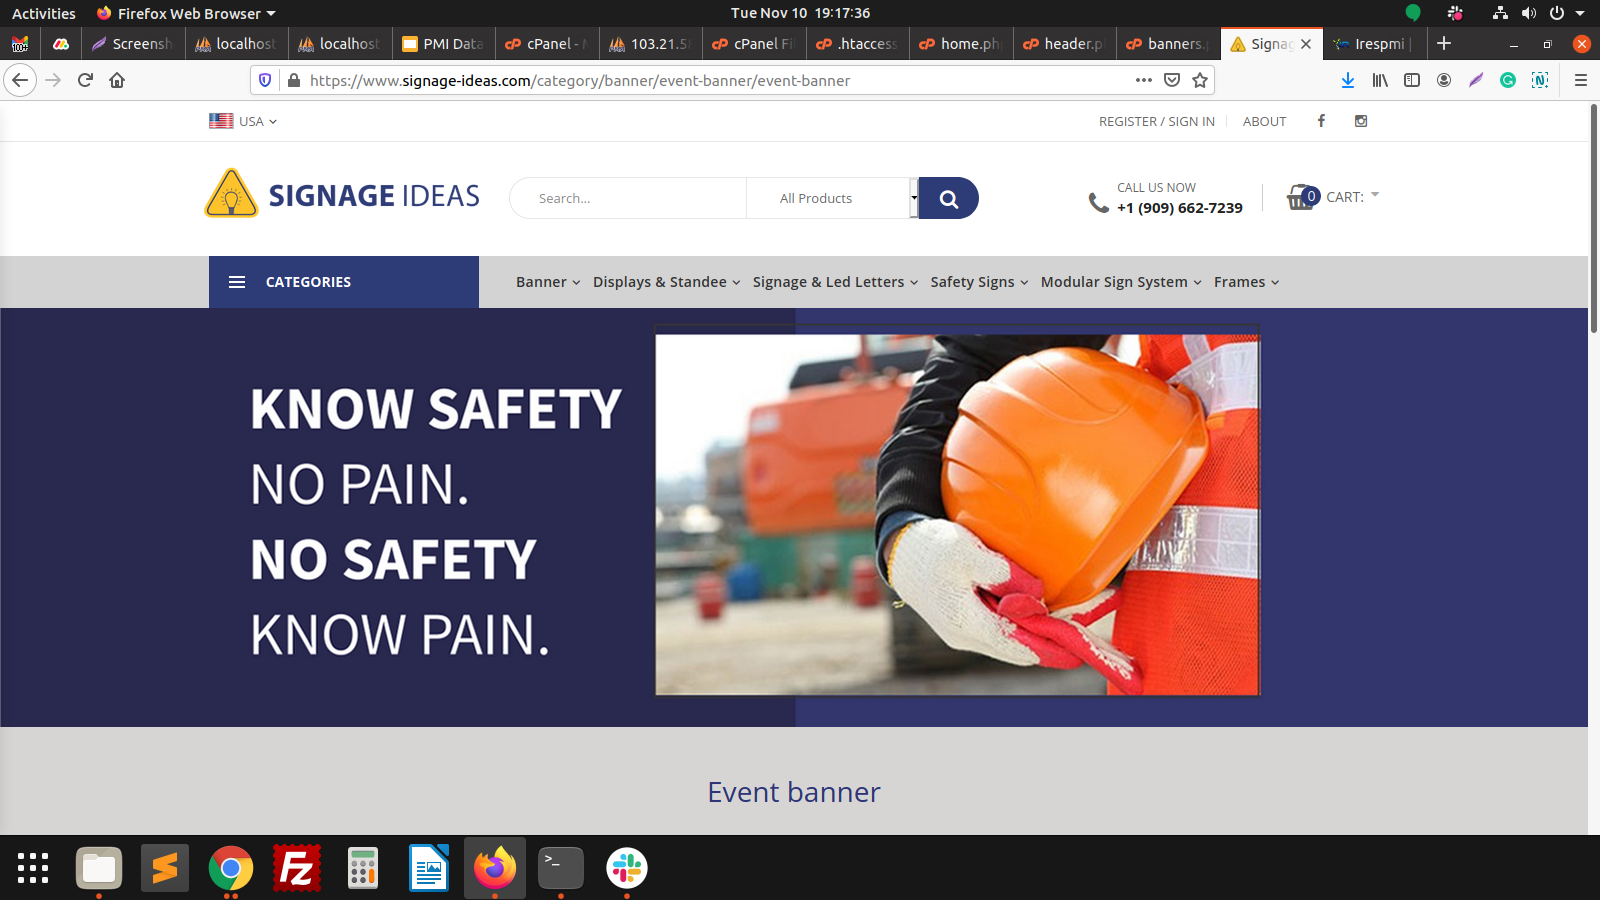 Activities Firefox Web Browser Tue Nov 10 19:17:36
100+ Screensh localhost localhost PMI Data cPanel - 103.21.5 cPanel Fi .htaccess home.ph header.p banners. Signag Irespmi
https://www.signage-ideas.com/category/banner/event-banner/event-banner
USA REGISTER / SIGN IN ABOUT
SIGNAGE IDEAS Search... All Products CALL US NOW
+1 (909) 662-7239 0 CART:
CATEGORIES Banner Displays & Standee Signage & Led Letters Safety Signs Modular Sign System Frames
KNOW SAFETY
NO PAIN.
NO SAFETY
KNOW PAIN.
Event banner